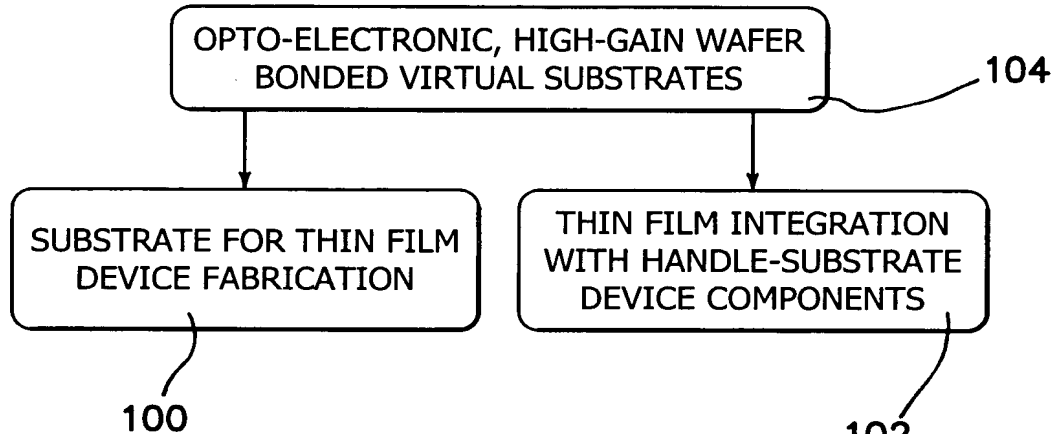 OPTO-ELECTRONIC, HIGH-GAIN WAFER
BONDED VIRTUAL SUBSTRATES
104
SUBSTRATE FOR THIN FILM
DEVICE FABRICATION
THIN FILM INTEGRATION
WITH HANDLE-SUBSTRATE
DEVICE COMPONENTS
100
102